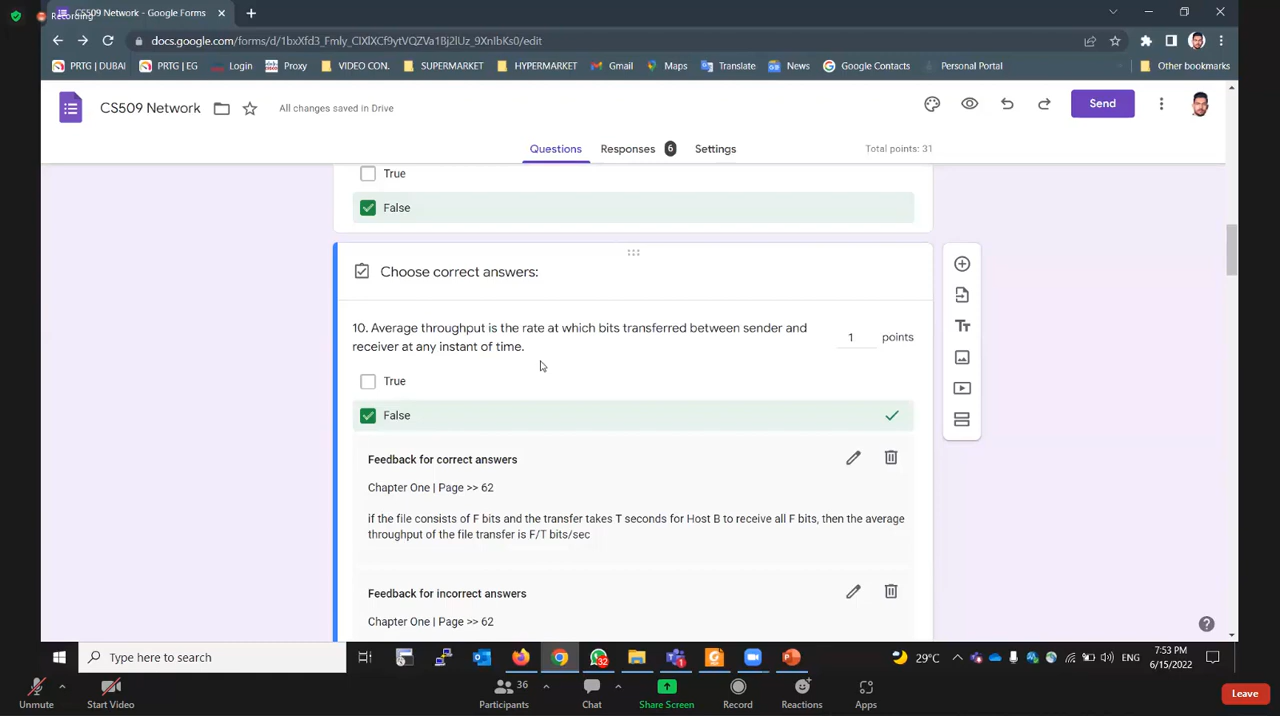 Recording
CS509 Network - Google Forms
docs.google.com/forms/d/1bxXfd3_Fmly_ClXlXCf9ytVQZVa1Bj2lUz_9XnIbKs0/edit
PRTG | DUBAI
PRTG | EG
Login
Proxy
VIDEO CON.
SUPERMARKET
HYPERMARKET
Gmail
Maps
Translate
News
Google Contacts
Personal Portal
Other bookmarks
CS509 Network
All changes saved in Drive
Send
Questions
Responses 6
Settings
Total points: 31
True
False
Choose correct answers:
10. Average throughput is the rate at which bits transferred between sender and
receiver at any instant of time.
1 points
True
False
Feedback for correct answers
Chapter One | Page >> 62
if the file consists of F bits and the transfer takes T seconds for Host B to receive all F bits, then the average
throughput of the file transfer is F/T bits/sec
Feedback for incorrect answers
Chapter One | Page >> 62
Type here to search
32
1
29°C
ENG
7:53 PM
6/15/2022
36
Unmute
Start Video
Participants
Chat
Share Screen
Record
Reactions
Apps
Leave